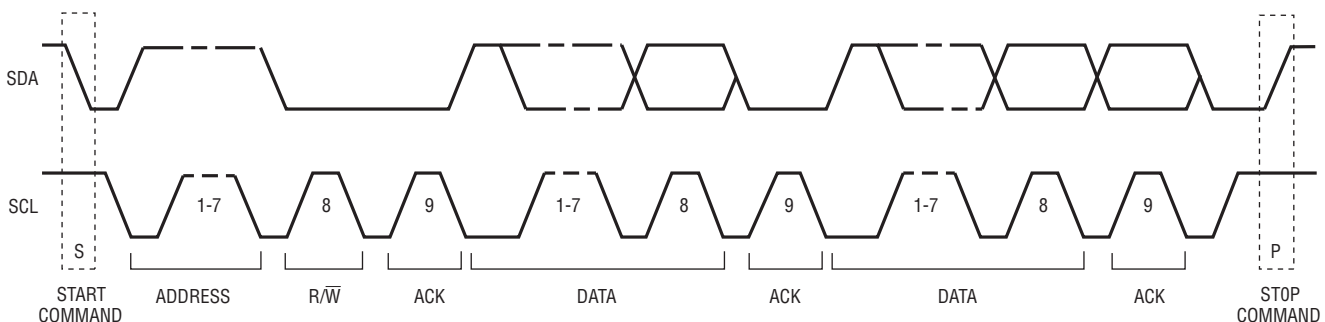 SDA
SCL
1-7 8 9 1-7 8 9 1-7 8 9
S P
START COMMAND
ADDRESS
R/W̅
ACK
DATA
ACK
DATA
ACK
ST0P COMMAND